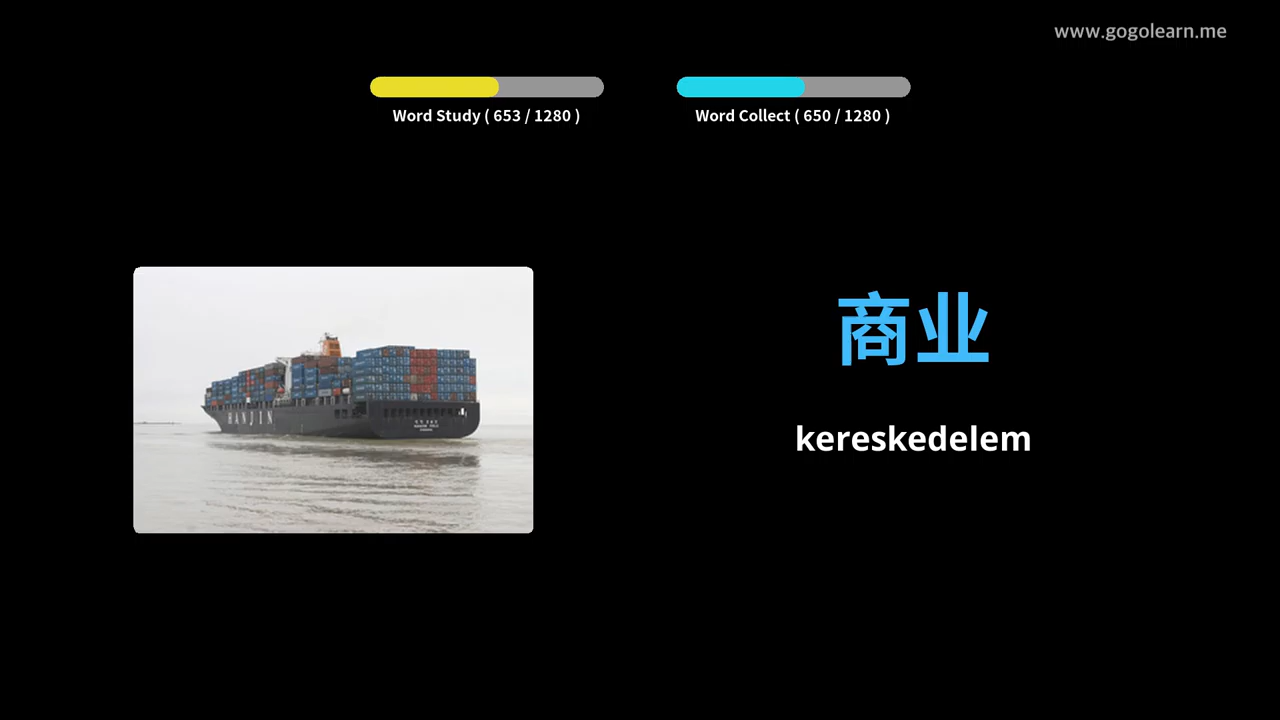 www.gogolearn.me
Word Study ( 653 / 1280 )
Word Collect ( 650 / 1280 )
商业
kereskedelem
HANJIN